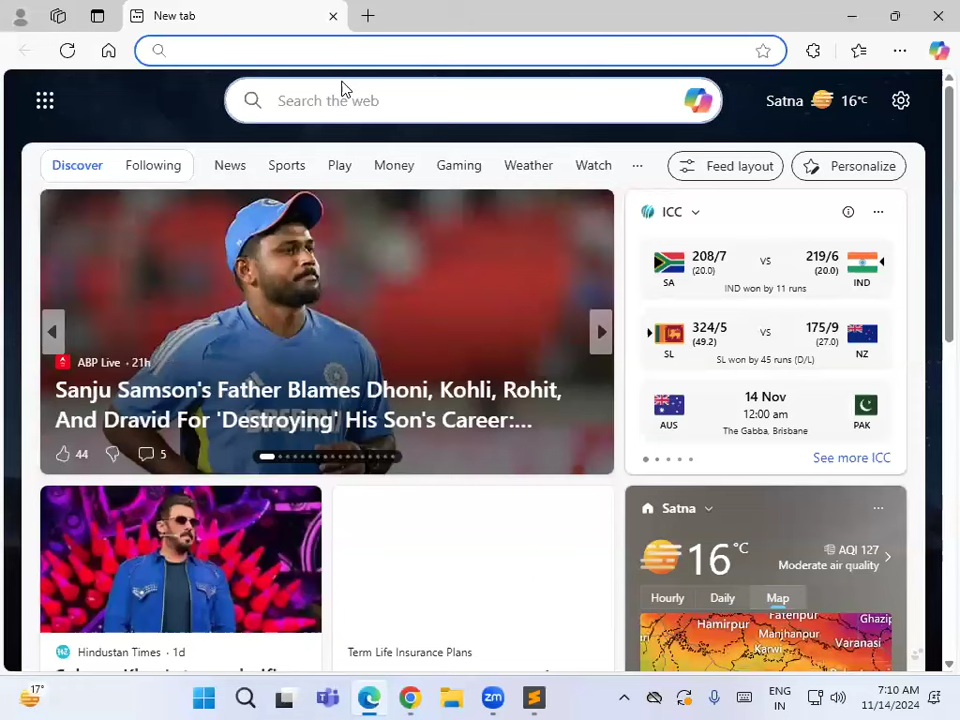 New tab
Search the web
Satna 16°C
Discover Following News Sports Play Money Gaming Weather Watch ... Feed layout Personalize
ABP Live · 21h
Sanju Samson's Father Blames Dhoni, Kohli, Rohit,
And Dravid For 'Destroying' His Son's Career:...
44 5
ICC
208/7 VS 219/6
(20.0) (20.0)
SA IND
IND won by 11 runs
324/5 VS 175/9
(49.2) (27.0)
SL NZ
SL won by 45 runs (D/L)
14 Nov
12:00 am
AUS PAK
The Gabba, Brisbane
See more ICC
Hindustan Times · 1d
Term Life Insurance Plans
Satna
16°C
AQI 127
Moderate air quality
Hourly Daily Map
Hamirpur
Fatehpur
Manjhanpur
Karwi
Varanasi
17°
zm
ENG
IN
7:10 AM
11/14/2024